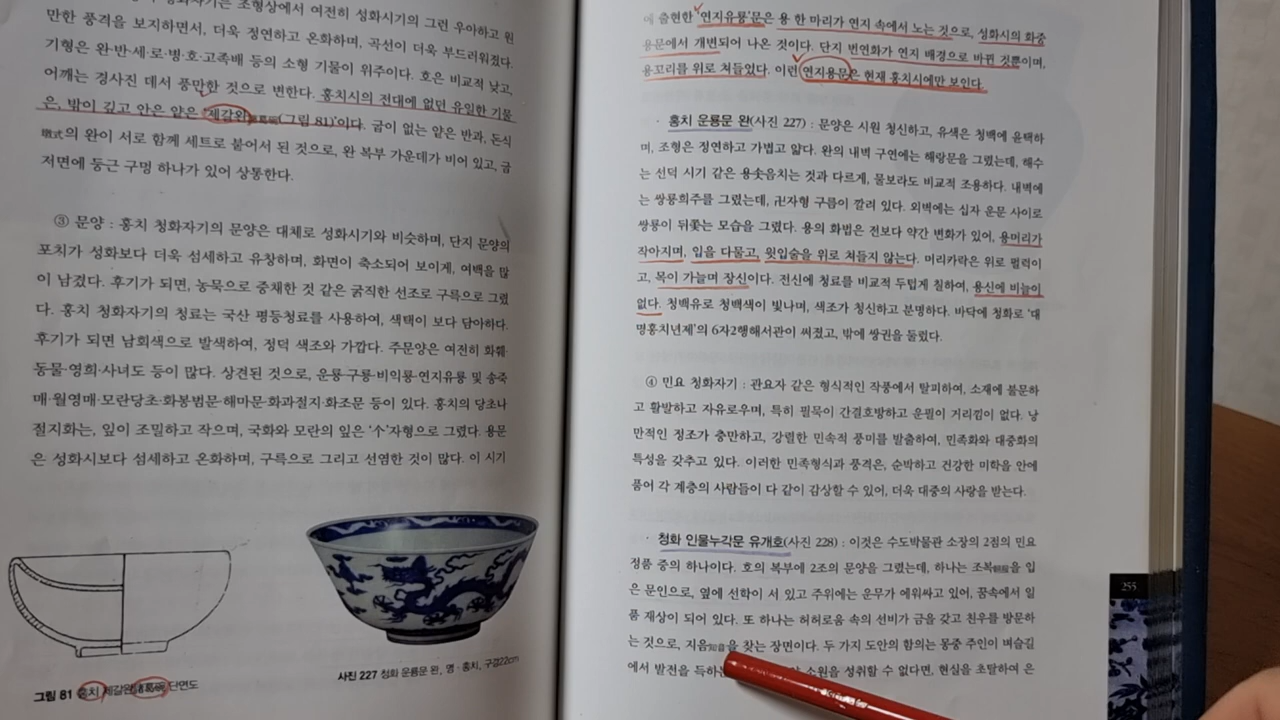 조형상에서 여전히 성화시기의 그런 우아하고 원
만한 풍격을 보지하면서, 더욱 정연하고 온화하며, 곡선이 더욱 부드러워졌다.
기형은 완·반·세·로·병·호·고족배 등의 소형 기물이 위주이다. 호은 비교적 낮고,
어깨는 경사진 데서 풍만한 것으로 변한다. 홍치시의 전대에 없던 유일한 기물
은, 밖이 깊고 안은 얕은 '제갈완諸葛碗(그림 81)'이다. 굽이 없는 얕은 반과, 돈식
墩式의 완이 서로 함께 세트로 붙어서 된 것으로, 완 복부 가운데가 비어 있고, 굽
저면에 둥근 구멍 하나가 있어 상통한다.
③ 문양 : 홍치 청화자기의 문양은 대체로 성화시기와 비슷하며, 단지 문양의
포치가 성화보다 더욱 섬세하고 유창하며, 화면이 축소되어 보이게, 여백을 많
이 남겼다. 후기가 되면, 농묵으로 중채한 것 같은 굵직한 선조로 구륵으로 그렸
다. 홍치 청화자기의 청료는 국산 평등청료를 사용하여, 색택이 보다 담아하다.
후기가 되면 남회색으로 발색하여, 정덕 색조와 가깝다. 주문양은 여전히 화훼·
동물·영희·사녀도 등이 많다. 상견된 것으로, 운룡·구룡·비익룡·연지유룡 및 송죽
매·월영매·모란당초·화봉범문·해마문·화과절지·화조문 등이 있다. 홍치의 당초나
절지화는, 잎이 조밀하고 작으며, 국화와 모란의 잎은 '个'자형으로 그렸다. 용문
은 성화시보다 섬세하고 온화하며, 구륵으로 그리고 선염한 것이 많다. 이 시기
그림 81 홍치 제갈완諸葛碗 단면도
사진 227 청화 운룡문 완, 명·홍치, 구경22cm
에 출현한 '연지유룡'문은 용 한 마리가 연지 속에서 노는 것으로, 성화시의 화중
용문에서 개변되어 나온 것이다. 단지 번연화가 연지 배경으로 바뀐 것뿐이며,
용꼬리를 위로 쳐들었다. 이런 연지용문은 현재 홍치시에만 보인다.
· 홍치 운룡문 완(사진 227) : 문양은 시원 청신하고, 유색은 청백에 윤택하
며, 조형은 정연하고 가볍고 얇다. 완의 내벽 구연에는 해랑문을 그렸는데, 해수
는 선덕 시기 같은 용솟음치는 것과 다르게, 물보라도 비교적 조용하다. 내벽에
는 쌍룡희주를 그렸는데, 卍자형 구름이 깔려 있다. 외벽에는 십자 운문 사이로
쌍룡이 뒤쫓는 모습을 그렸다. 용의 화법은 전보다 약간 변화가 있어, 용머리가
작아지며, 입을 다물고, 윗입술을 위로 쳐들지 않는다. 머리카락은 위로 펄럭이
고, 목이 가늘며 장신이다. 전신에 청료를 비교적 두텁게 칠하여, 용신에 비늘이
없다. 청백유로 청백색이 빛나며, 색조가 청신하고 분명하다. 바닥에 청화로 '대
명홍치년제'의 6자2행해서관이 써졌고, 밖에 쌍권을 둘렀다.
④ 민요 청화자기 : 관요자 같은 형식적인 작풍에서 탈피하여, 소재에 불문하
고 활발하고 자유로우며, 특히 필묵이 간결호방하고 운필이 거리낌이 없다. 낭
만적인 정조가 충만하고, 강렬한 민속적 풍미를 발출하여, 민족화와 대중화의
특성을 갖추고 있다. 이러한 민족형식과 풍격은, 순박하고 건강한 미학을 안에
품어 각 계층의 사람들이 다 같이 감상할 수 있어, 더욱 대중의 사랑을 받는다.
· 청화 인물누각문 유개호(사진 228) : 이것은 수도박물관 소장의 2점의 민요
정품 중의 하나이다. 호의 복부에 2조의 문양을 그렸는데, 하나는 조복朝服을 입
은 문인으로, 옆에 선학이 서 있고 주위에는 운무가 에워싸고 있어, 꿈속에서 일
품 재상이 되어 있다. 또 하나는 허허로움 속의 선비가 금을 갖고 친우를 방문하
는 것으로, 지음知音을 찾는 장면이다. 두 가지 도안의 함의는 몽중 주인이 벼슬길
에서 발전을 득하 소원을 성취할 수 없다면, 현실을 초탈하여 은
255